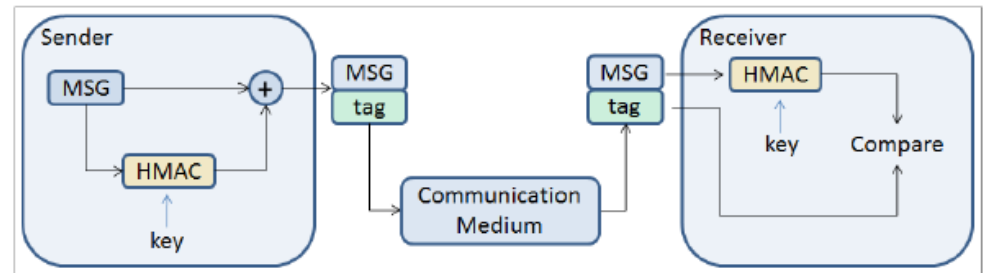 Sender
MSG
+
HMAC
key
MSG
tag
Communication
Medium
MSG
tag
Receiver
HMAC
key
Compare